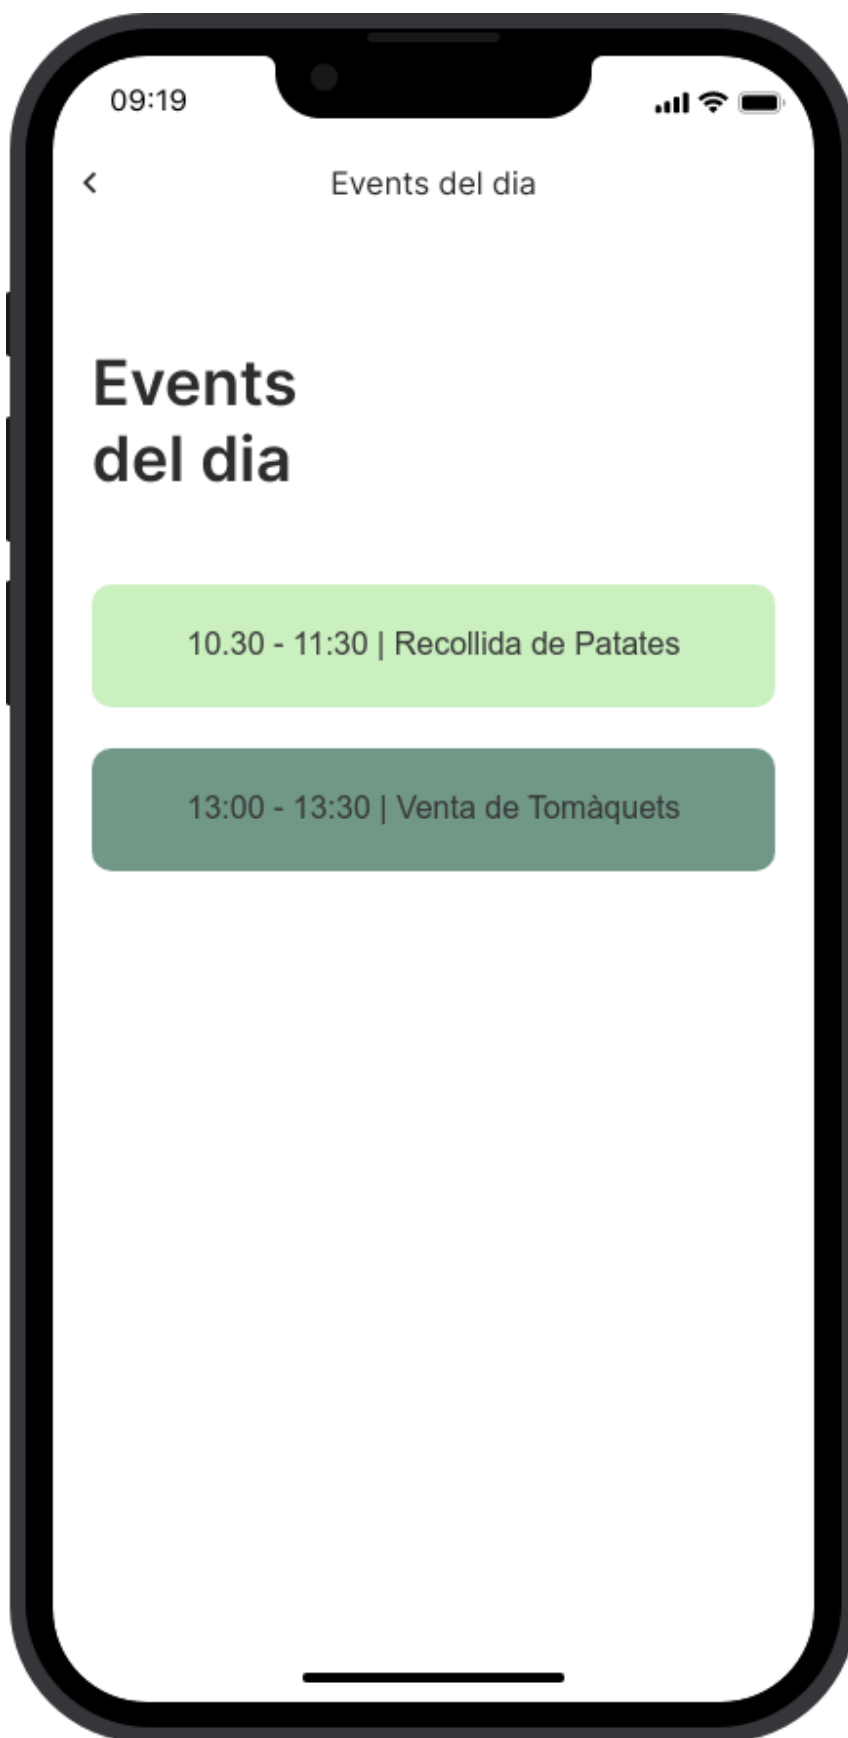 09:19
Events del dia
Events
del dia
10.30 - 11:30 | Recollida de Patates
13:00 - 13:30 | Venta de Tomàquets